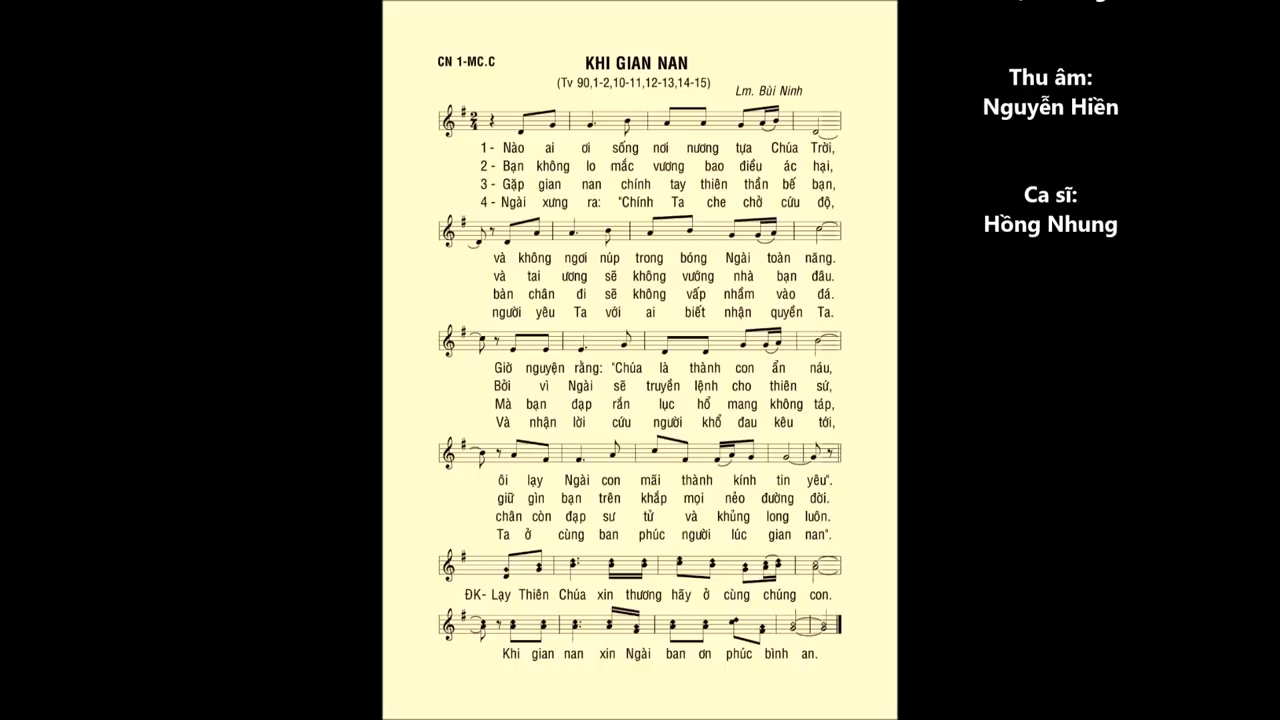 CN 1-MC.C
KHI GIAN NAN
(Tv 90,1-2,10-11,12-13,14-15)
Lm. Bùi Ninh
1- Nào ai ơi sống nơi nương tựa Chúa Trời,
2- Bạn không lo mắc vương bao điều ác hại,
3- Gặp gian nan chính tay thiên thần bế bạn,
4- Ngài xưng ra: "Chính Ta che chở cứu độ,
và không ngơi núp trong bóng Ngài toàn năng.
và tai ương sẽ không vướng nhà bạn đâu.
bàn chân đi sẽ không vấp nhầm vào đá.
người yêu Ta với ai biết nhận quyền Ta.
Giờ nguyện rằng: "Chúa là thành con ẩn náu,
Bởi vì Ngài sẽ truyền lệnh cho thiên sứ,
Mà bạn đạp rắn lục hổ mang không táp,
Và nhận lời cứu người khổ đau kêu tới,
ôi lạy Ngài con mãi thành kính tin yêu".
giữ gìn bạn trên khắp mọi nẻo đường đời.
chân còn đạp sư tử và khủng long luôn.
Ta ở cùng ban phúc người lúc gian nan".
ĐK- Lạy Thiên Chúa xin thương hãy ở cùng chúng con.
Khi gian nan xin Ngài ban ơn phúc bình an.
Thu âm:
Nguyễn Hiền
Ca sĩ:
Hồng Nhung